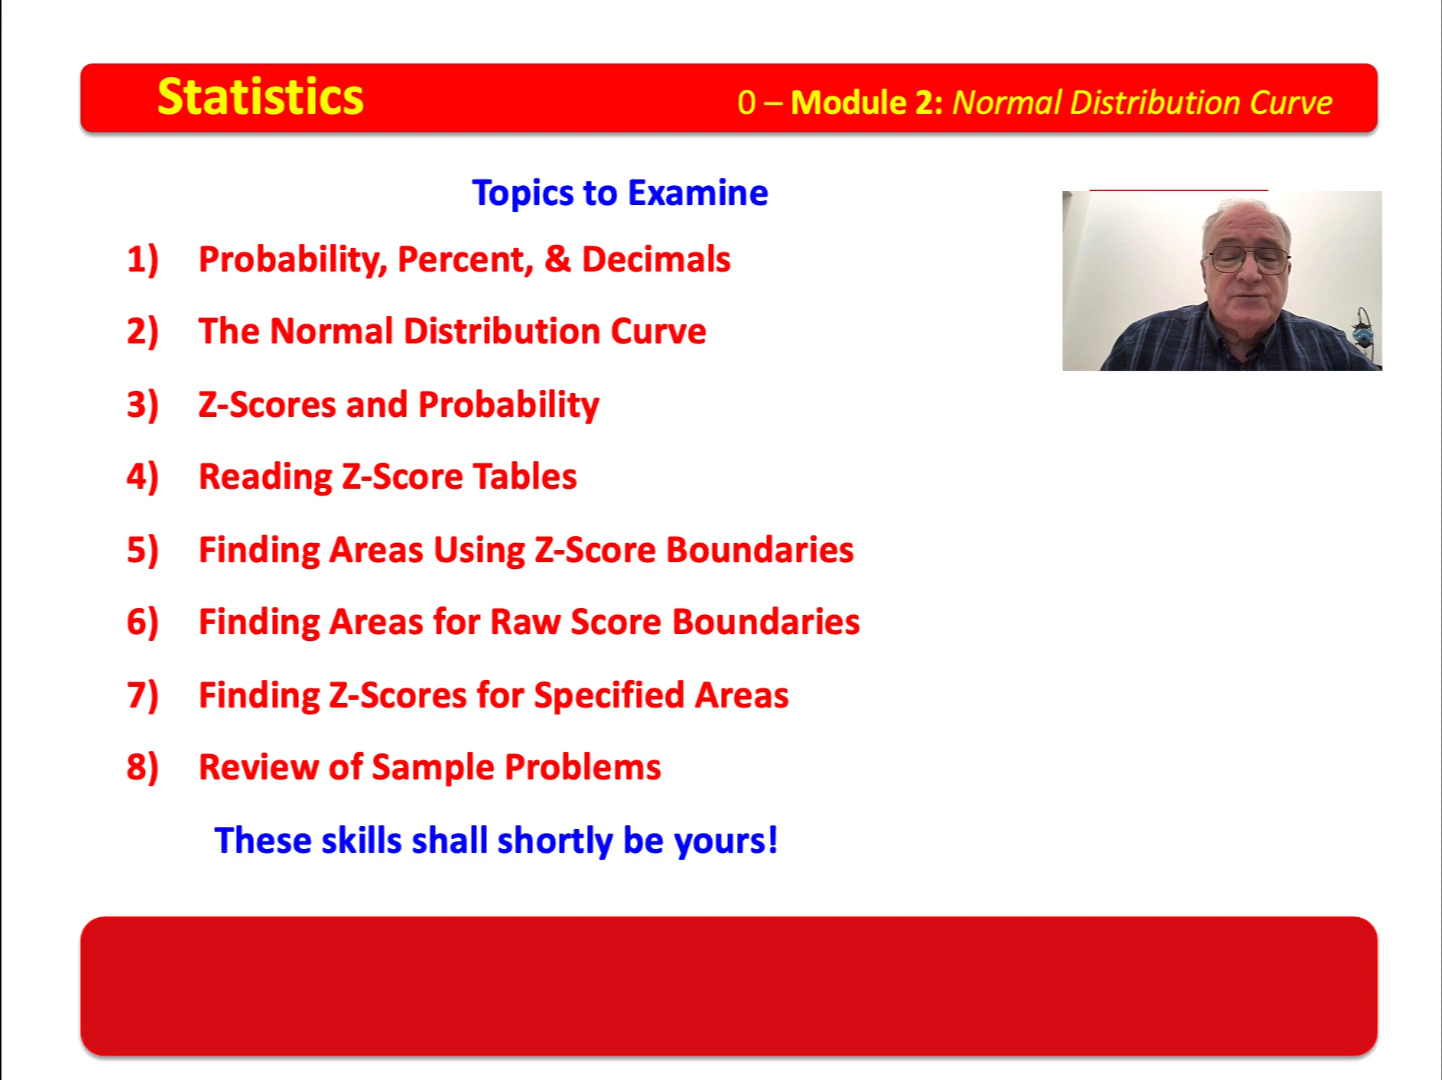 Statistics
0 – Module 2: Normal Distribution Curve
Topics to Examine
1) Probability, Percent, & Decimals
2) The Normal Distribution Curve
3) Z-Scores and Probability
4) Reading Z-Score Tables
5) Finding Areas Using Z-Score Boundaries
6) Finding Areas for Raw Score Boundaries
7) Finding Z-Scores for Specified Areas
8) Review of Sample Problems
These skills shall shortly be yours!